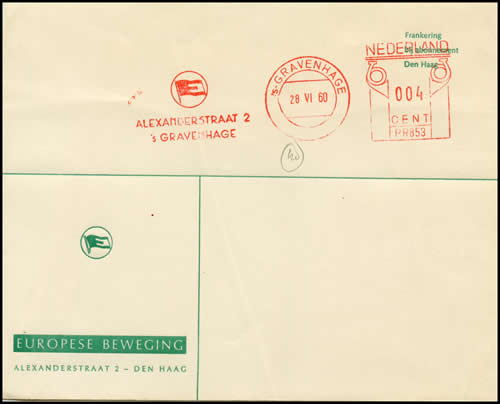 Frankering
bij abonnement
Den Haag
NEDERLAND
004
CENT
PR853
's-GRAVENHAGE
28 VI 60
E
ALEXANDERSTRAAT 2
's GRAVENHAGE
E
EUROPESE BEWEGING
ALEXANDERSTRAAT 2 – DEN HAAG